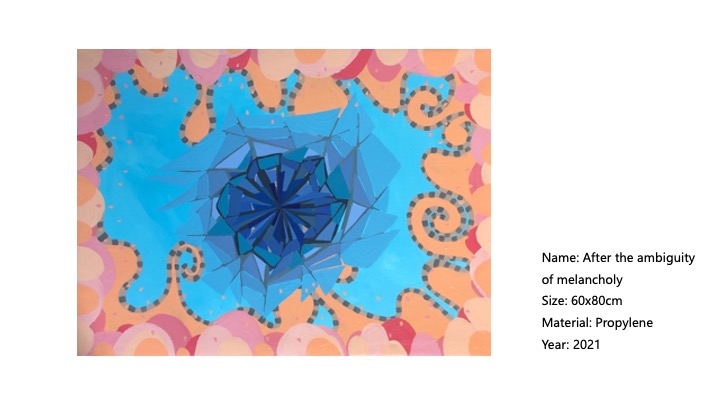 Name: After the ambiguity
of melancholy
Size: 60x80cm
Material: Propylene
Year: 2021